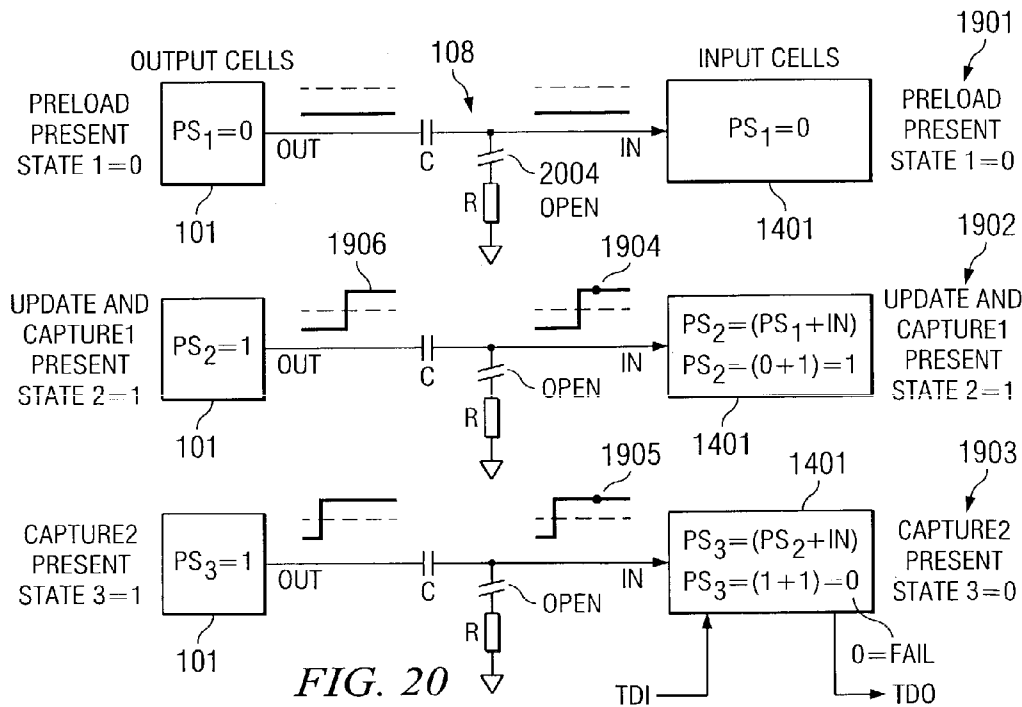 1901
OUTPUT CELLS
108
INPUT CELLS
PRELOAD
PRESENT
STATE 1=0
PS₁=0
OUT
C
2004
OPEN
R
IN
PS₁=0
PRELOAD
PRESENT
STATE 1=0
101
1401
1906
1904
1902
UPDATE AND
CAPTURE1
PRESENT
STATE 2=1
PS₂=1
OUT
C
OPEN
R
IN
PS₂=(PS₁+IN)
PS₂=(0+1)=1
UPDATE AND
CAPTURE1
PRESENT
STATE 2=1
101
1401
1905
1401
1903
CAPTURE2
PRESENT
STATE 3=1
PS₃=1
OUT
C
OPEN
R
IN
PS₃=(PS₂+IN)
PS₃=(1+1)=0
CAPTURE2
PRESENT
STATE 3=0
101
0=FAIL
FIG. 20
TDI
TDO